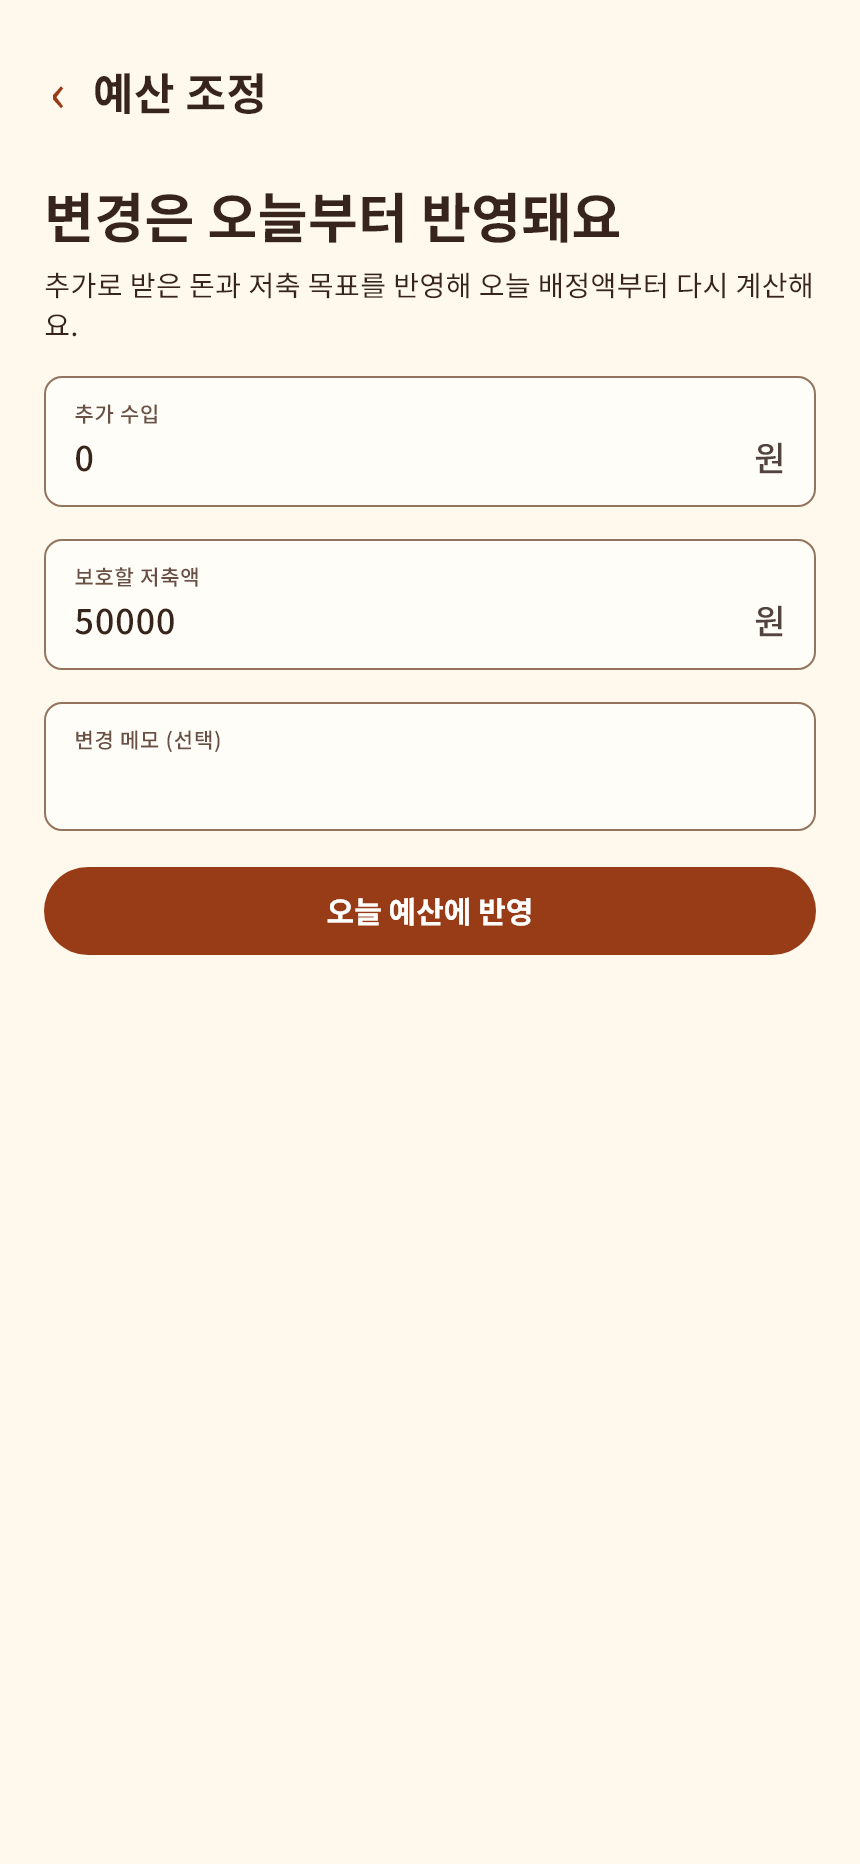 ‹ 예산 조정
변경은 오늘부터 반영돼요
추가로 받은 돈과 저축 목표를 반영해 오늘 배정액부터 다시 계산해
요.
추가 수입
0 원
보호할 저축액
50000 원
변경 메모 (선택)
오늘 예산에 반영